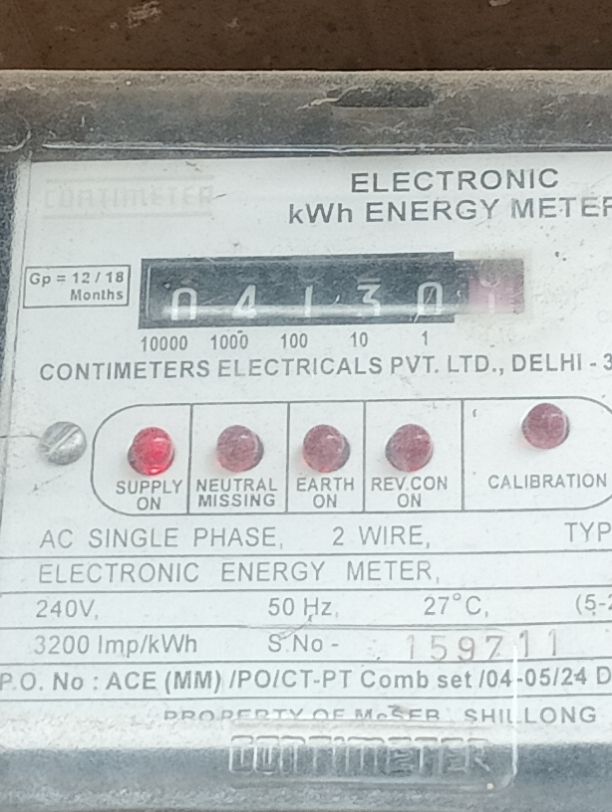 CONTIMETER
ELECTRONIC
kWh ENERGY METER
Gp = 12 / 18
Months
0 4 1 3 0
10000 1000 100 10 1
CONTIMETERS ELECTRICALS PVT. LTD., DELHI - 3
SUPPLY ON
NEUTRAL MISSING
EARTH ON
REV.CON ON
CALIBRATION
AC SINGLE PHASE, 2 WIRE, TYP
ELECTRONIC ENERGY METER,
240V, 50 Hz, 27°C, (5-2
3200 Imp/kWh S.No - 159711
P.O. No : ACE (MM) /PO/CT-PT Comb set /04-05/24 D
PROPERTY OF MeSEB, SHILLONG
CONTIMETER